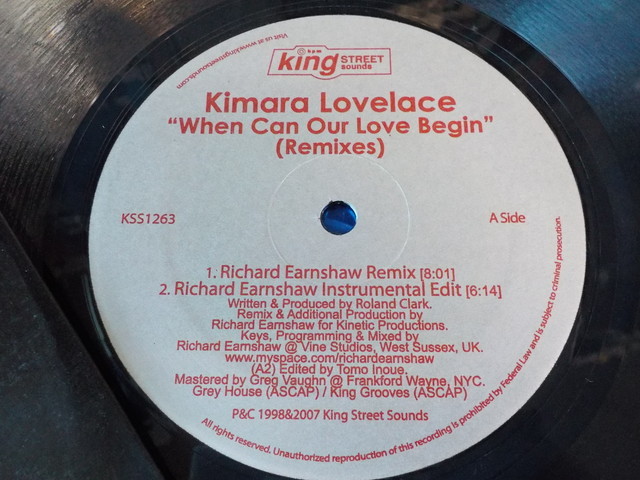 Visit us at www.kingstreetsounds.com.
bpm
king STREET
sounds
Kimara Lovelace
“When Can Our Love Begin”
(Remixes)
KSS1263
A Side
1. Richard Earnshaw Remix [8:01]
2. Richard Earnshaw Instrumental Edit [6:14]
Written & Produced by Roland Clark.
Remix & Additional Production by
Richard Earnshaw for Kinetic Productions.
Keys, Programming & Mixed by
Richard Earnshaw @ Vine Studios, West Sussex, UK.
www.myspace.com/richardearnshaw
(A2) Edited by Tomo Inoue.
Mastered by Greg Vaughn @ Frankford Wayne, NYC.
Grey House (ASCAP) / King Grooves (ASCAP)
P&C 1998&2007 King Street Sounds
All rights reserved. Unauthorized reproduction of this recording is prohibited by Federal Law and is subject to criminal prosecution.